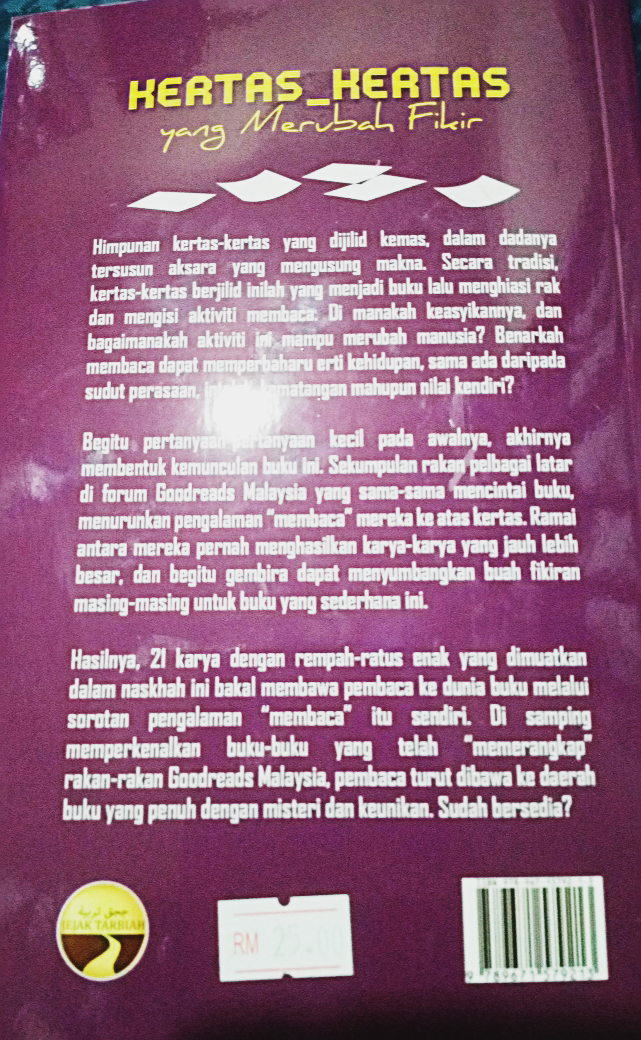 KERTAS_KERTAS
yang Merubah Fikir
Himpunan kertas-kertas yang dijilid kemas, dalam dadanya
tersusun aksara yang mengusung makna. Secara tradisi,
kertas-kertas berjilid inilah yang menjadi buku lalu menghiasi rak
dan mengisi aktiviti membaca. Di manakah keasyikannya, dan
bagaimanakah aktiviti ini mampu merubah manusia? Benarkah
membaca dapat memperbaharu erti kehidupan, sama ada daripada
sudut perasaan, mahupun nilai kendiri?
Begitu pertanyaan-pertanyaan kecil pada awalnya, akhirnya
membentuk kemunculan buku ini. Sekumpulan rakan pelbagai latar
di forum Goodreads Malaysia yang sama-sama mencintai buku,
menurunkan pengalaman "membaca" mereka ke atas kertas. Ramai
antara mereka pernah menghasilkan karya-karya yang jauh lebih
besar, dan begitu gembira dapat menyumbangkan buah fikiran
masing-masing untuk buku yang sederhana ini.
Hasilnya, 21 karya dengan rempah-ratus enak yang dimuatkan
dalam naskhah ini bakal membawa pembaca ke dunia buku melalui
sorotan pengalaman "membaca" itu sendiri. Di samping
memperkenalkan buku-buku yang telah "memerangkap"
rakan-rakan Goodreads Malaysia, pembaca turut dibawa ke daerah
buku yang penuh dengan misteri dan keunikan. Sudah bersedia?
JEJAK TARBIAH
RM 25.00
9 789671 379213